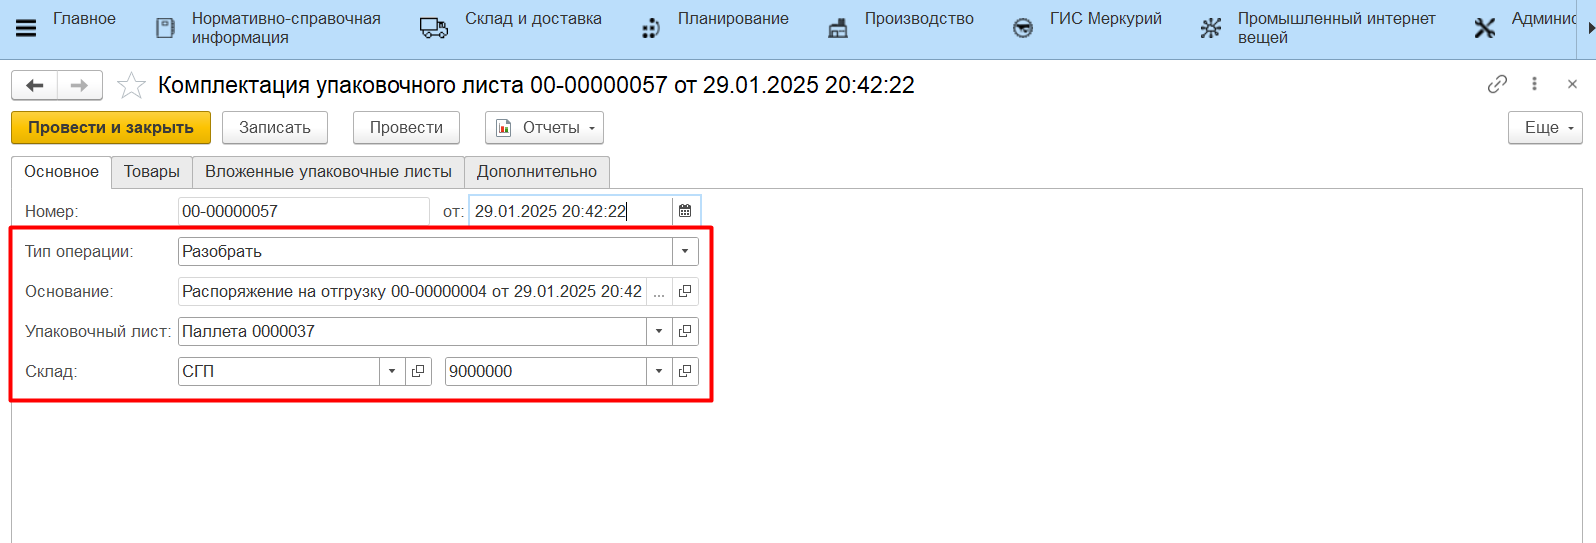 Главное
Нормативно-справочная
информация
Склад и доставка
Планирование
Производство
ГИС Меркурий
Промышленный интернет
вещей
Админис
Комплектация упаковочного листа 00-00000057 от 29.01.2025 20:42:22
Провести и закрыть
Записать
Провести
Отчеты
Еще
Основное
Товары
Вложенные упаковочные листы
Дополнительно
Номер: 00-00000057 от: 29.01.2025 20:42:22
Тип операции: Разобрать
Основание: Распоряжение на отгрузку 00-00000004 от 29.01.2025 20:42 ...
Упаковочный лист: Паллета 0000037
Склад: СГП 9000000